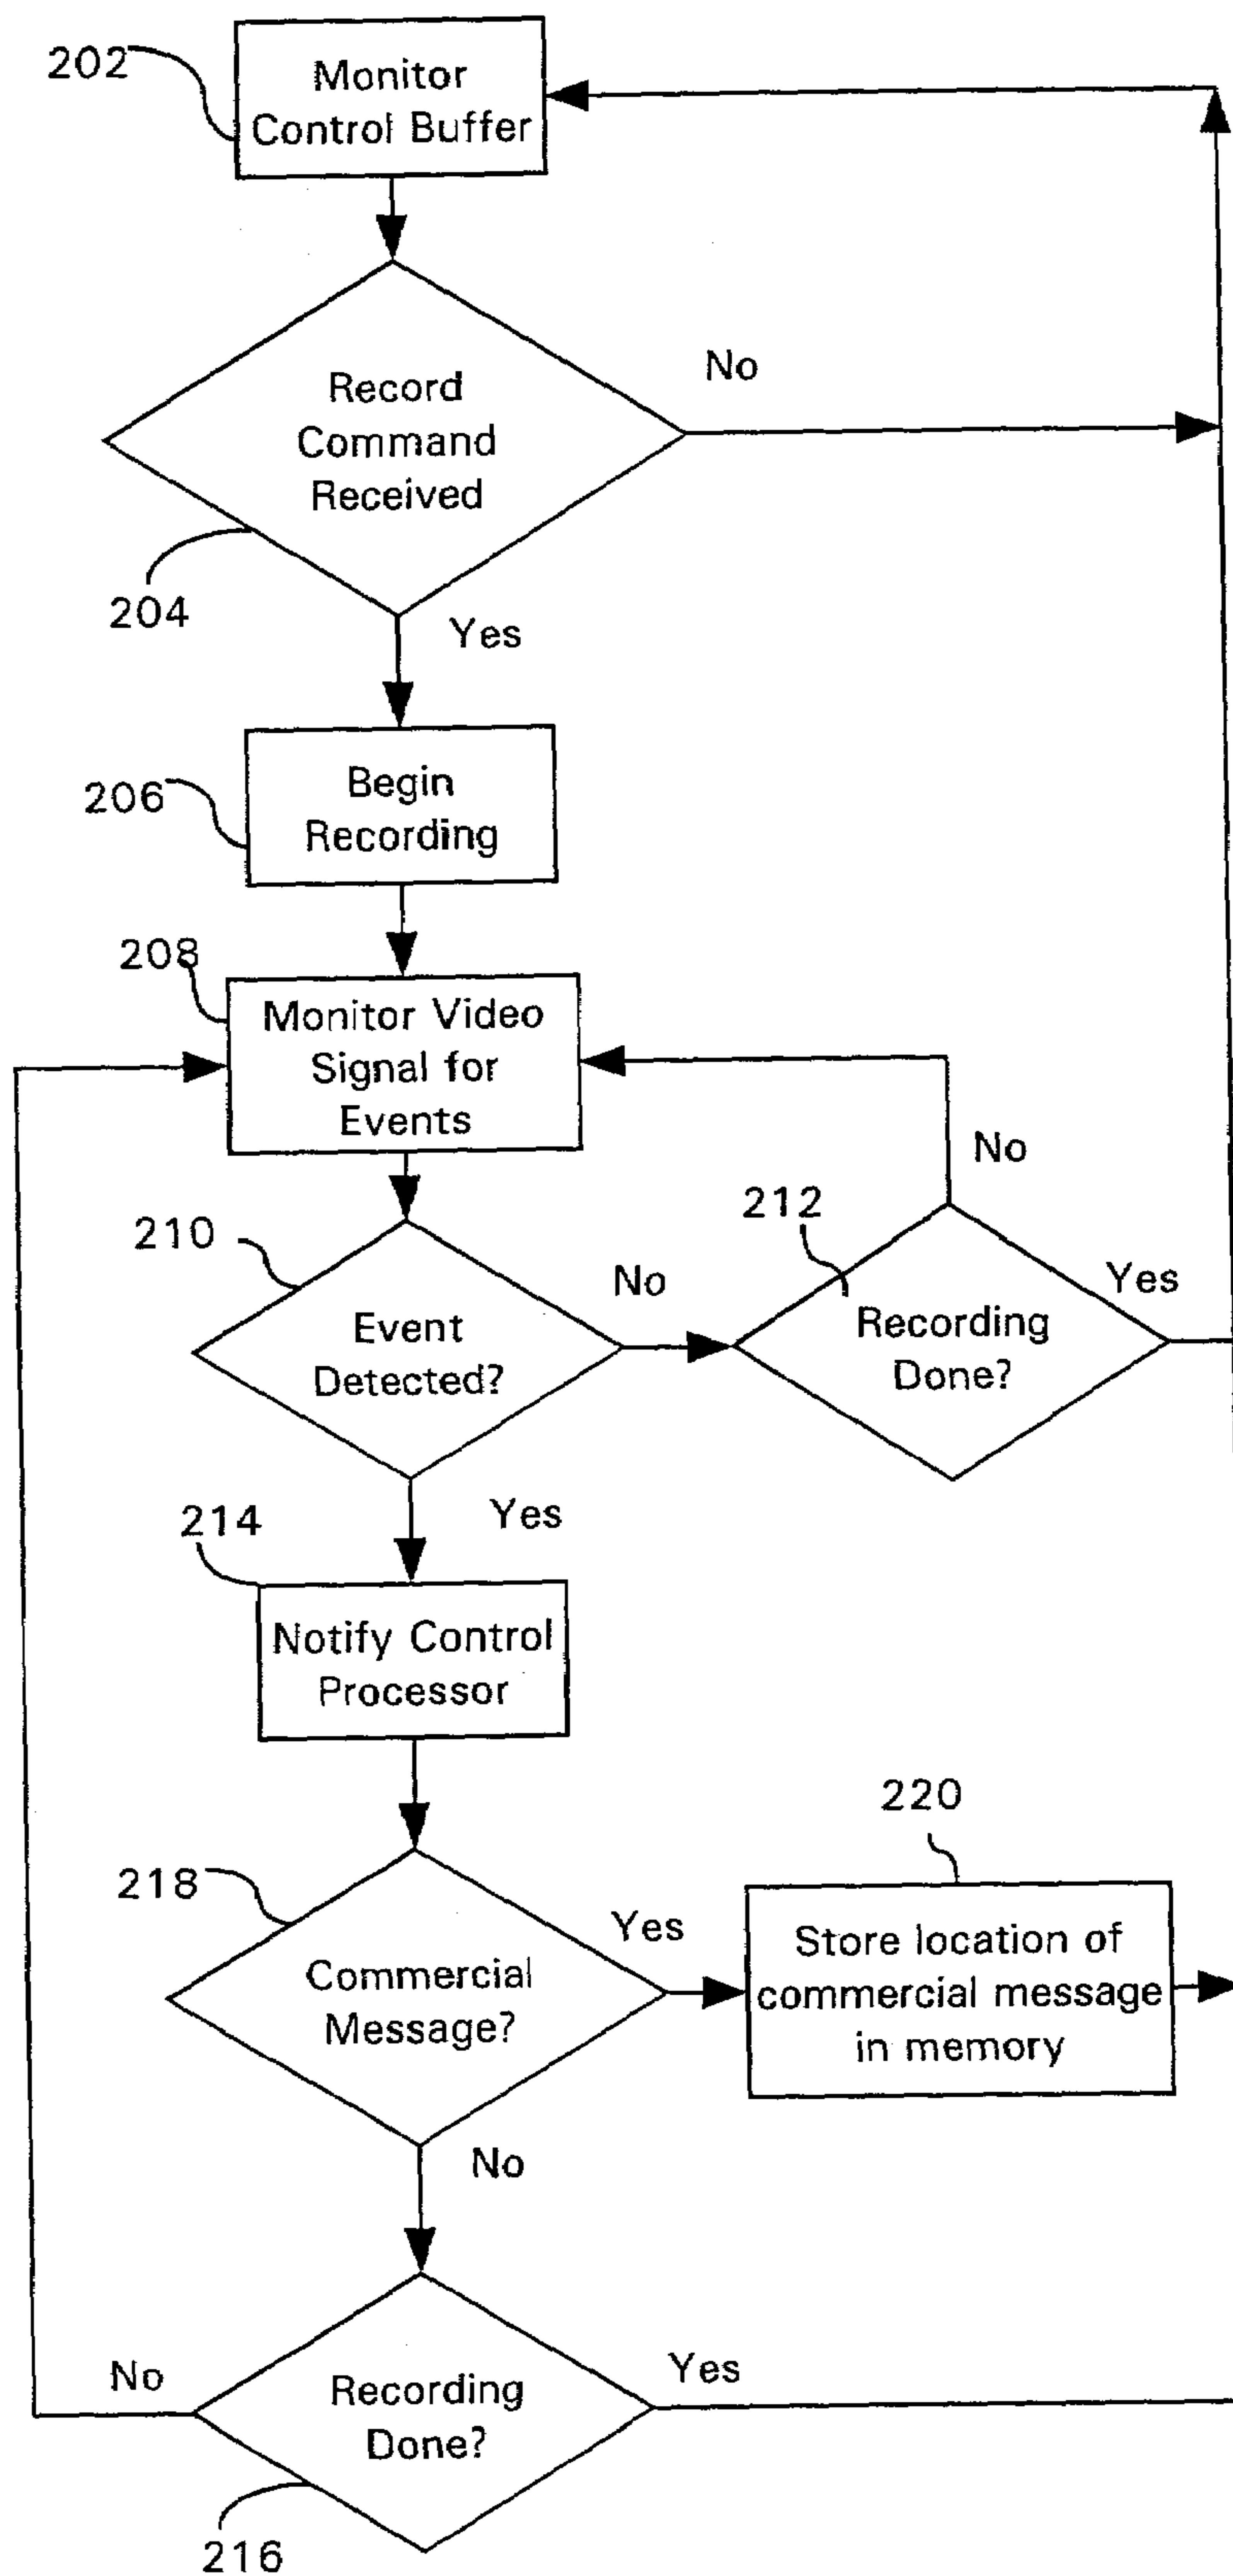 202
Monitor
Control Buffer
Record
Command
Received
No
204
Yes
206
Begin
Recording
208
Monitor Video
Signal for
Events
No
210
Event
Detected?
No
212
Recording
Done?
Yes
Yes
214
Notify Control
Processor
218
Commercial
Message?
Yes
220
Store location of
commercial message
in memory
No
No
Recording
Done?
Yes
216